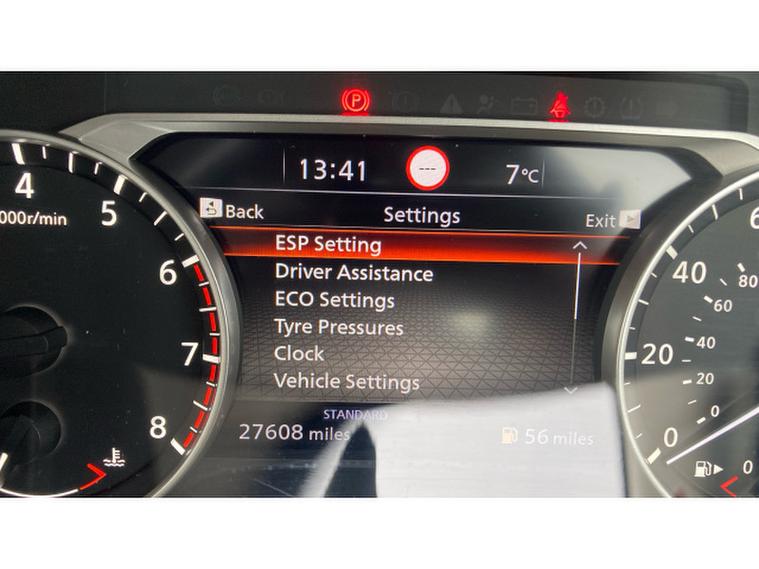 P
13:41
---
7°C
Back
Settings
Exit
ESP Setting
Driver Assistance
ECO Settings
Tyre Pressures
Clock
Vehicle Settings
STANDARD
27608 miles
56 miles
4
5
6
7
8
000r/min
40
20
0
80
60
40
20
0
0